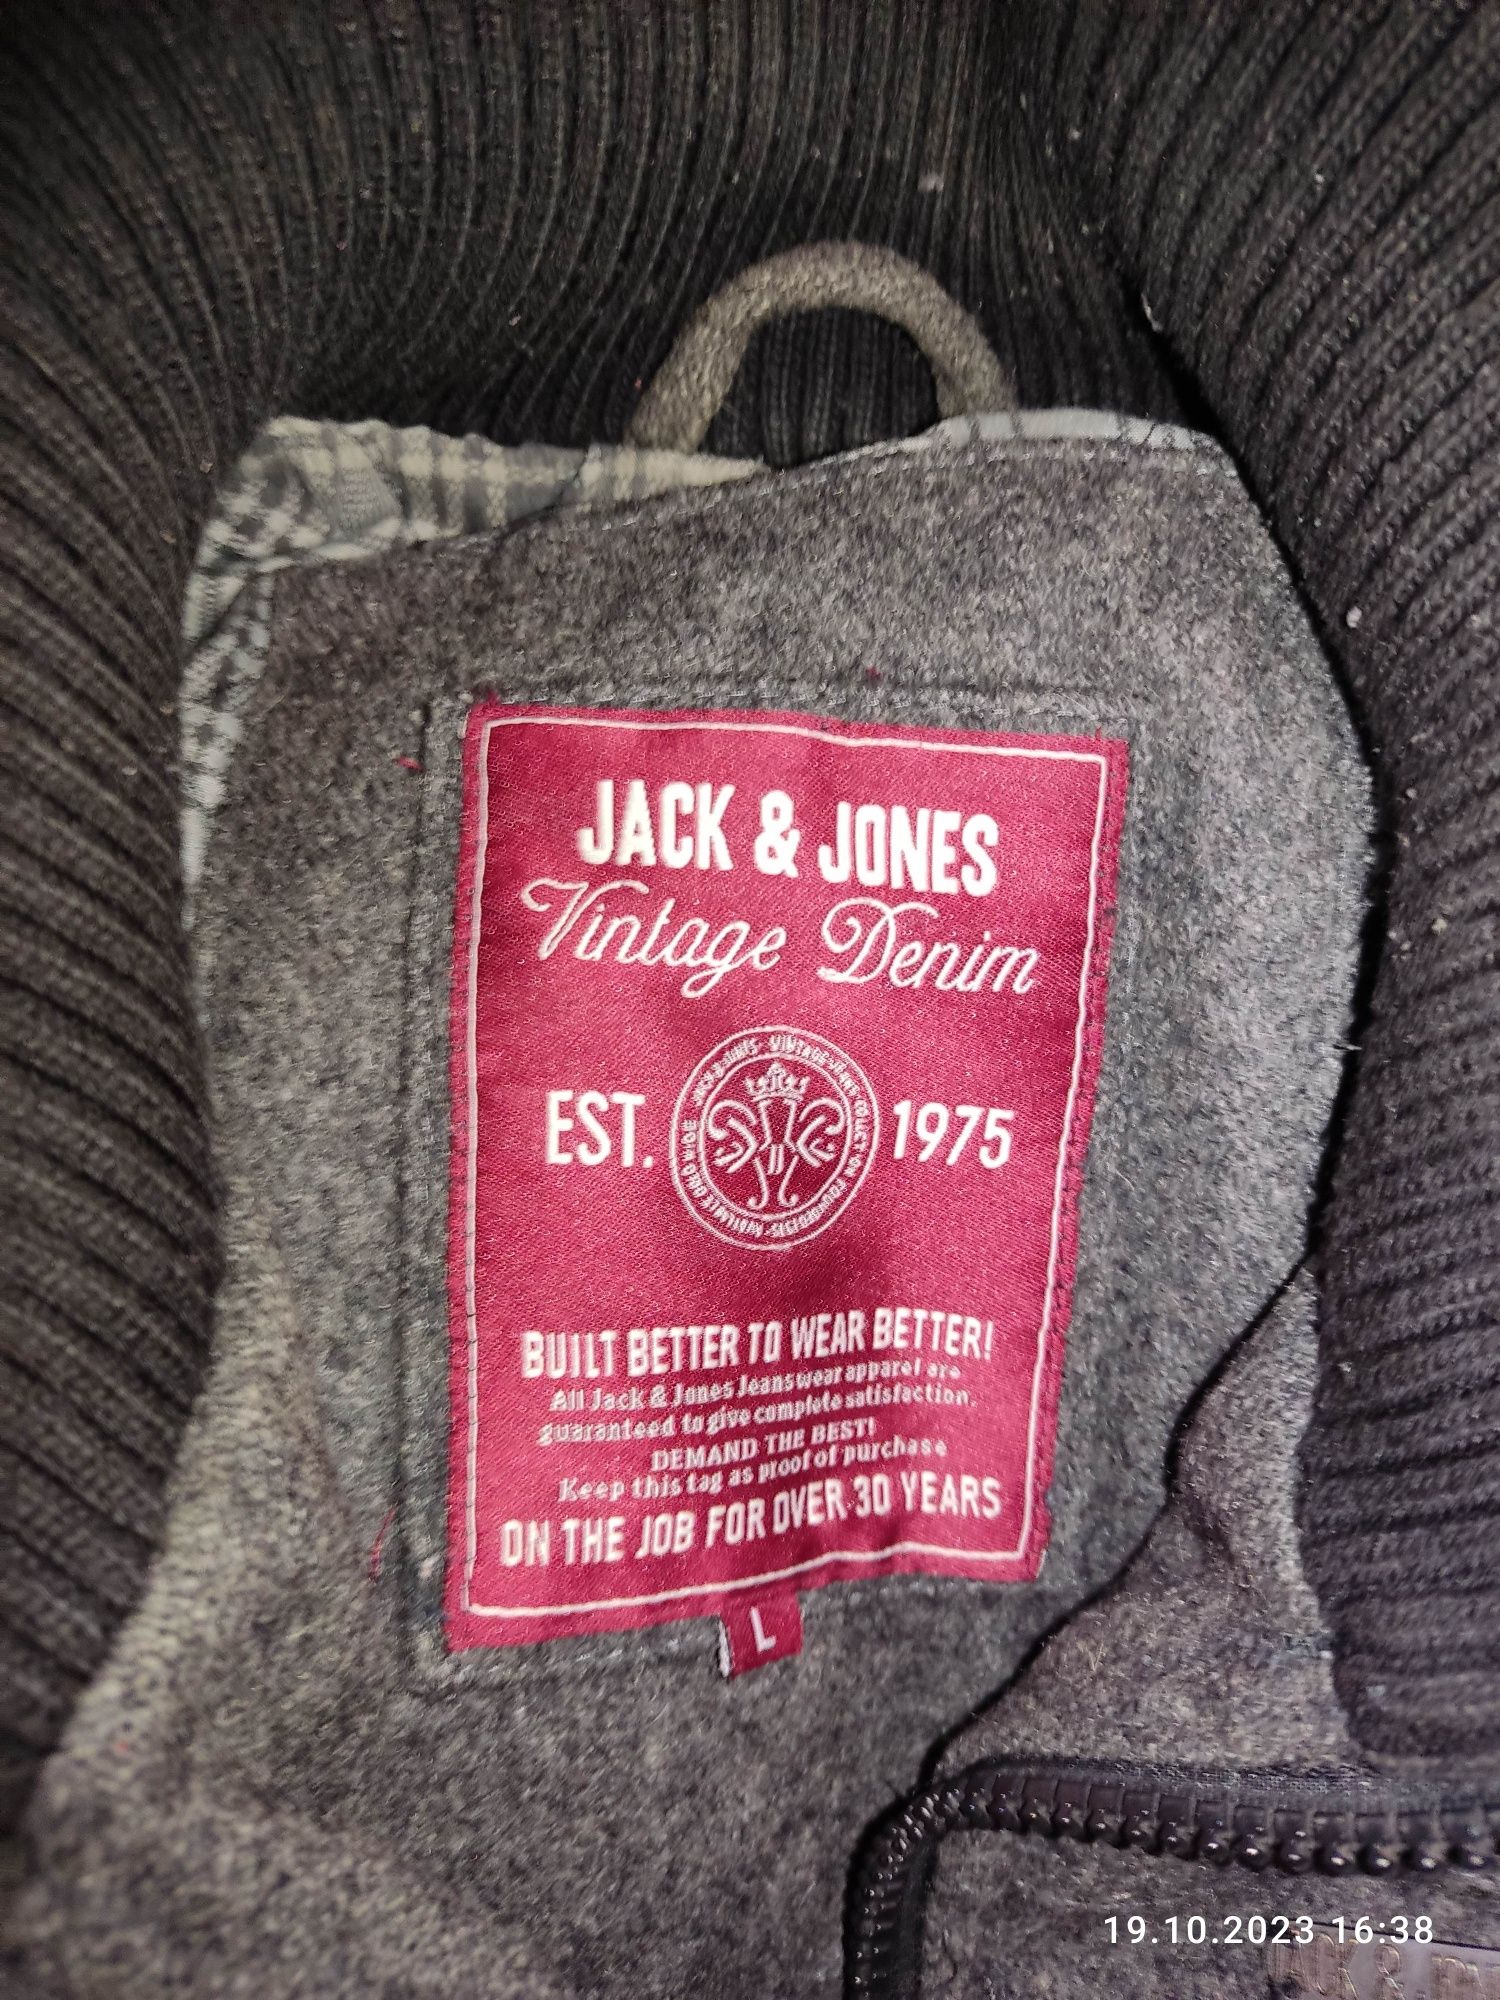 JACK & JONES
Vintage Denim
EST. 1975
BUILT BETTER TO WEAR BETTER!
All Jack & Jones Jeanswear apparel are
guaranteed to give complete satisfaction.
DEMAND THE BEST!
Keep this tag as proof of purchase
ON THE JOB FOR OVER 30 YEARS
L
19.10.2023 16:38
JACK &